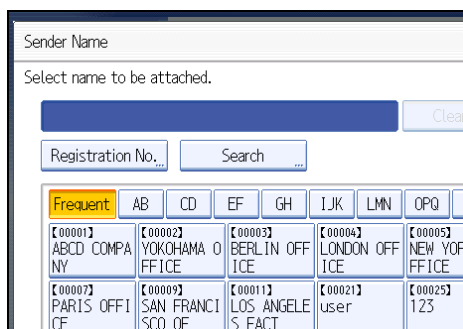 Sender Name
Select name to be attached.
Clear
Registration No. Search
Frequent AB CD EF GH IJK LMN OPQ
【00001】 【00002】 【00003】 【00004】 【00005】
ABCD COMPA YOKOHAMA O BERLIN OFF LONDON OFF NEW YOR
NY FFICE ICE ICE FFICE
【00007】 【00009】 【00011】 【00021】 【00025】
PARIS OFFI SAN FRANCI LOS ANGELE user 123
CE SCO OF S FACT